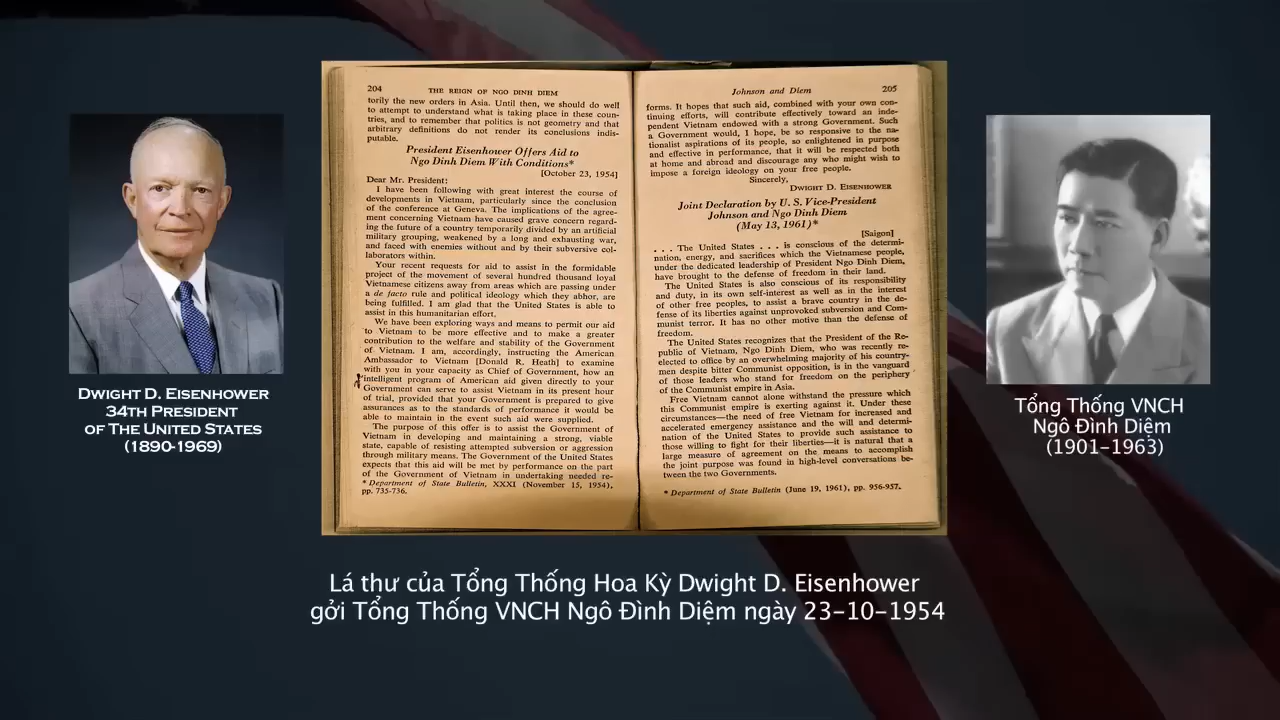 204 THE REIGN OF NGO DINH DIEM
torily the new orders in Asia. Until then, we should do well
to attempt to understand what is taking place in these coun-
tries, and to remember that politics is not geometry and that
arbitrary definitions do not render its conclusions indis-
putable.
President Eisenhower Offers Aid to
Ngo Dinh Diem With Conditions*
[October 23, 1954]
Dear Mr. President:
I have been following with great interest the course of
developments in Vietnam, particularly since the conclusion
of the conference at Geneva. The implications of the agree-
ment concerning Vietnam have caused grave concern regard-
ing the future of a country temporarily divided by an artificial
military grouping, weakened by a long and exhausting war,
and faced with enemies without and by their subversive col-
laborators within.
Your recent requests for aid to assist in the formidable
project of the movement of several hundred thousand loyal
Vietnamese citizens away from areas which are passing under
a de facto rule and political ideology which they abhor, are
being fulfilled. I am glad that the United States is able to
assist in this humanitarian effort.
We have been exploring ways and means to permit our aid
to Vietnam to be more effective and to make a greater
contribution to the welfare and stability of the Government
of Vietnam. I am, accordingly, instructing the American
Ambassador to Vietnam [Donald R. Heath] to examine
with you in your capacity as Chief of Government, how an
intelligent program of American aid given directly to your
Government can serve to assist Vietnam in its present hour
of trial, provided that your Government is prepared to give
assurances as to the standards of performance it would be
able to maintain in the event such aid were supplied.
The purpose of this offer is to assist the Government of
Vietnam in developing and maintaining a strong, viable
state, capable of resisting attempted subversion or aggression
through military means. The Government of the United States
expects that this aid will be met by performance on the part
of the Government of Vietnam in undertaking needed re-
* Department of State Bulletin, XXXI (November 15, 1954),
pp. 735-736.
Johnson and Diem 205
forms. It hopes that such aid, combined with your own con-
tinuing efforts, will contribute effectively toward an inde-
pendent Vietnam endowed with a strong Government. Such
a Government would, I hope, be so responsive to the na-
tionalist aspirations of its people, so enlightened in purpose
and effective in performance, that it will be respected both
at home and abroad and discourage any who might wish to
impose a foreign ideology on your free people.
Sincerely,
DWIGHT D. EISENHOWER
Joint Declaration by U. S. Vice-President
Johnson and Ngo Dinh Diem
(May 13, 1961)*
[Saigon]
. . . The United States . . . is conscious of the determi-
nation, energy, and sacrifices which the Vietnamese people,
under the dedicated leadership of President Ngo Dinh Diem,
have brought to the defense of freedom in their land.
The United States is also conscious of its responsibility
and duty, in its own self-interest as well as in the interest
of other free peoples, to assist a brave country in the de-
fense of its liberties against unprovoked subversion and Com-
munist terror. It has no other motive than the defense of
freedom.
The United States recognizes that the President of the Re-
public of Vietnam, Ngo Dinh Diem, who was recently re-
elected to office by an overwhelming majority of his country-
men despite bitter Communist opposition, is in the vanguard
of those leaders who stand for freedom on the periphery
of the Communist empire in Asia.
Free Vietnam cannot alone withstand the pressure which
this Communist empire is exerting against it. Under these
circumstances—the need of free Vietnam for increased and
accelerated emergency assistance and the will and determi-
nation of the United States to provide such assistance to
those willing to fight for their liberties—it is natural that a
large measure of agreement on the means to accomplish
the joint purpose was found in high-level conversations be-
tween the two Governments.
* Department of State Bulletin (June 19, 1961), pp. 956-957.
DWIGHT D. EISENHOWER
34TH PRESIDENT
OF THE UNITED STATES
(1890-1969)
Tổng Thống VNCH
Ngô Đình Diệm
(1901-1963)
Lá thư của Tổng Thống Hoa Kỳ Dwight D. Eisenhower
gởi Tổng Thống VNCH Ngô Đình Diệm ngày 23-10-1954